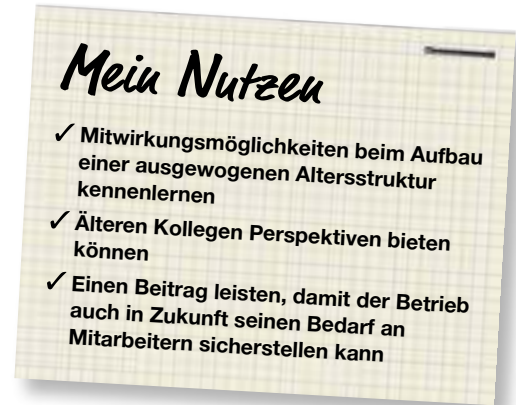 Mein Nutzen
✓ Mitwirkungsmöglichkeiten beim Aufbau
einer ausgewogenen Altersstruktur
kennenlernen
✓ Älteren Kollegen Perspektiven bieten
können
✓ Einen Beitrag leisten, damit der Betrieb
auch in Zukunft seinen Bedarf an
Mitarbeitern sicherstellen kann